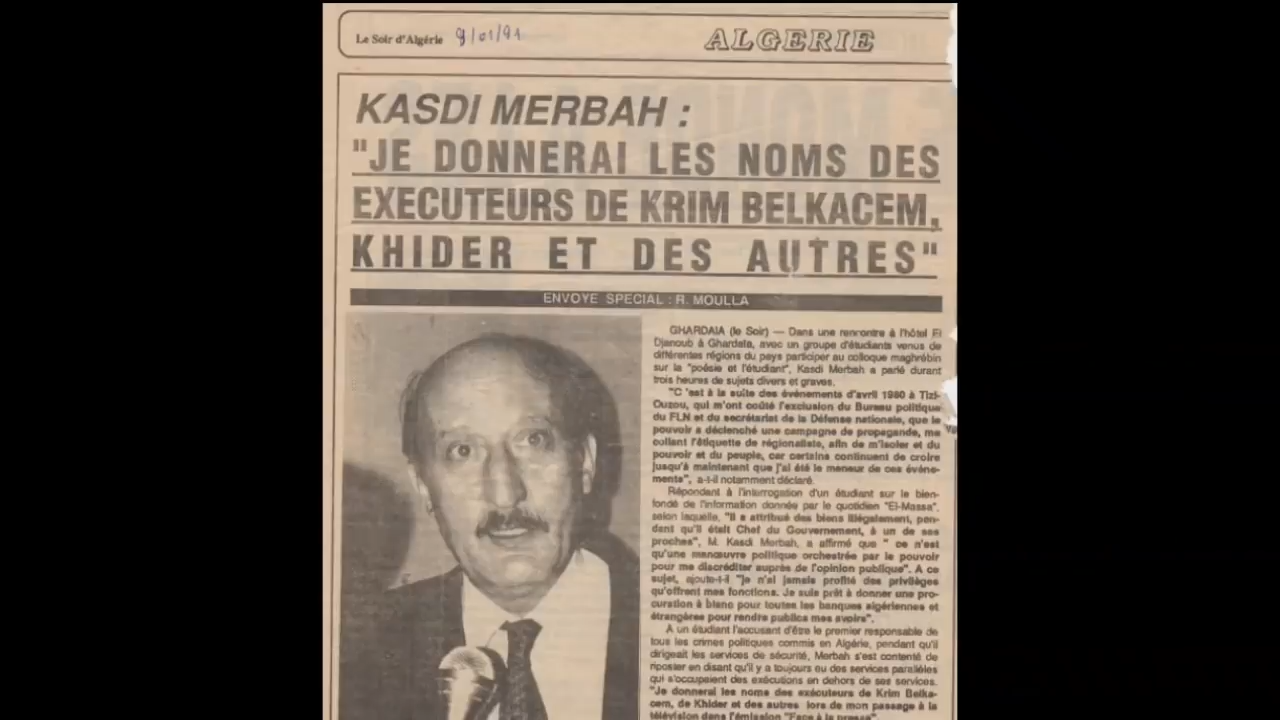 Le Soir d'Algérie 9/01/91
ALGERIE
KASDI MERBAH :
"JE DONNERAI LES NOMS DES
EXECUTEURS DE KRIM BELKACEM,
KHIDER ET DES AUTRES"
ENVOYE SPECIAL : R. MOULLA
GHARDAIA (le Soir) — Dans une rencontre à l'hôtel El
Djanoub à Ghardaïa, avec un groupe d'étudiants venus de
différentes régions du pays participer au colloque maghrébin
sur la "poésie et l'étudiant", Kasdi Merbah a parlé durant
trois heures de sujets divers et graves.
"C'est à la suite des événements d'avril 1980 à Tizi-
Ouzou, qui m'ont coûté l'exclusion du Bureau politique
du FLN et du secrétariat de la Défense nationale, que le
pouvoir a déclenché une campagne de propagande, me
collant l'étiquette de régionaliste, afin de m'isoler et du
pouvoir et du peuple, car certains continuent de croire
jusqu'à maintenant que j'ai été le meneur de ces événe-
ments", a-t-il notamment déclaré.
Répondant à l'interrogation d'un étudiant sur le bien-
fondé de l'information donnée par le quotidien "El-Massa",
selon laquelle, "il a attribué des biens illégalement, pen-
dant qu'il était Chef du Gouvernement, à un de ses
proches", M. Kasdi Merbah, a affirmé que " ce n'est
qu'une manœuvre politique orchestrée par le pouvoir
pour me discréditer auprès de l'opinion publique". A ce
sujet, ajoute-t-il "je n'ai jamais profité des privilèges
qu'offrent mes fonctions. Je suis prêt à donner une pro-
curation à blanc pour toutes les banques algériennes et
étrangères pour rendre publics mes avoirs".
A un étudiant l'accusant d'être le premier responsable de
tous les crimes politiques commis en Algérie, pendant qu'il
dirigeait les services de sécurité, Merbah s'est contenté de
riposter en disant qu'il y a toujours eu des services parallèles
qui s'occupaient des exécutions en dehors de ses services.
"Je donnerai les noms des exécuteurs de Krim Belka-
cem, de Khider et des autres lors de mon passage à la
télévision dans l'émission "Face à la presse".